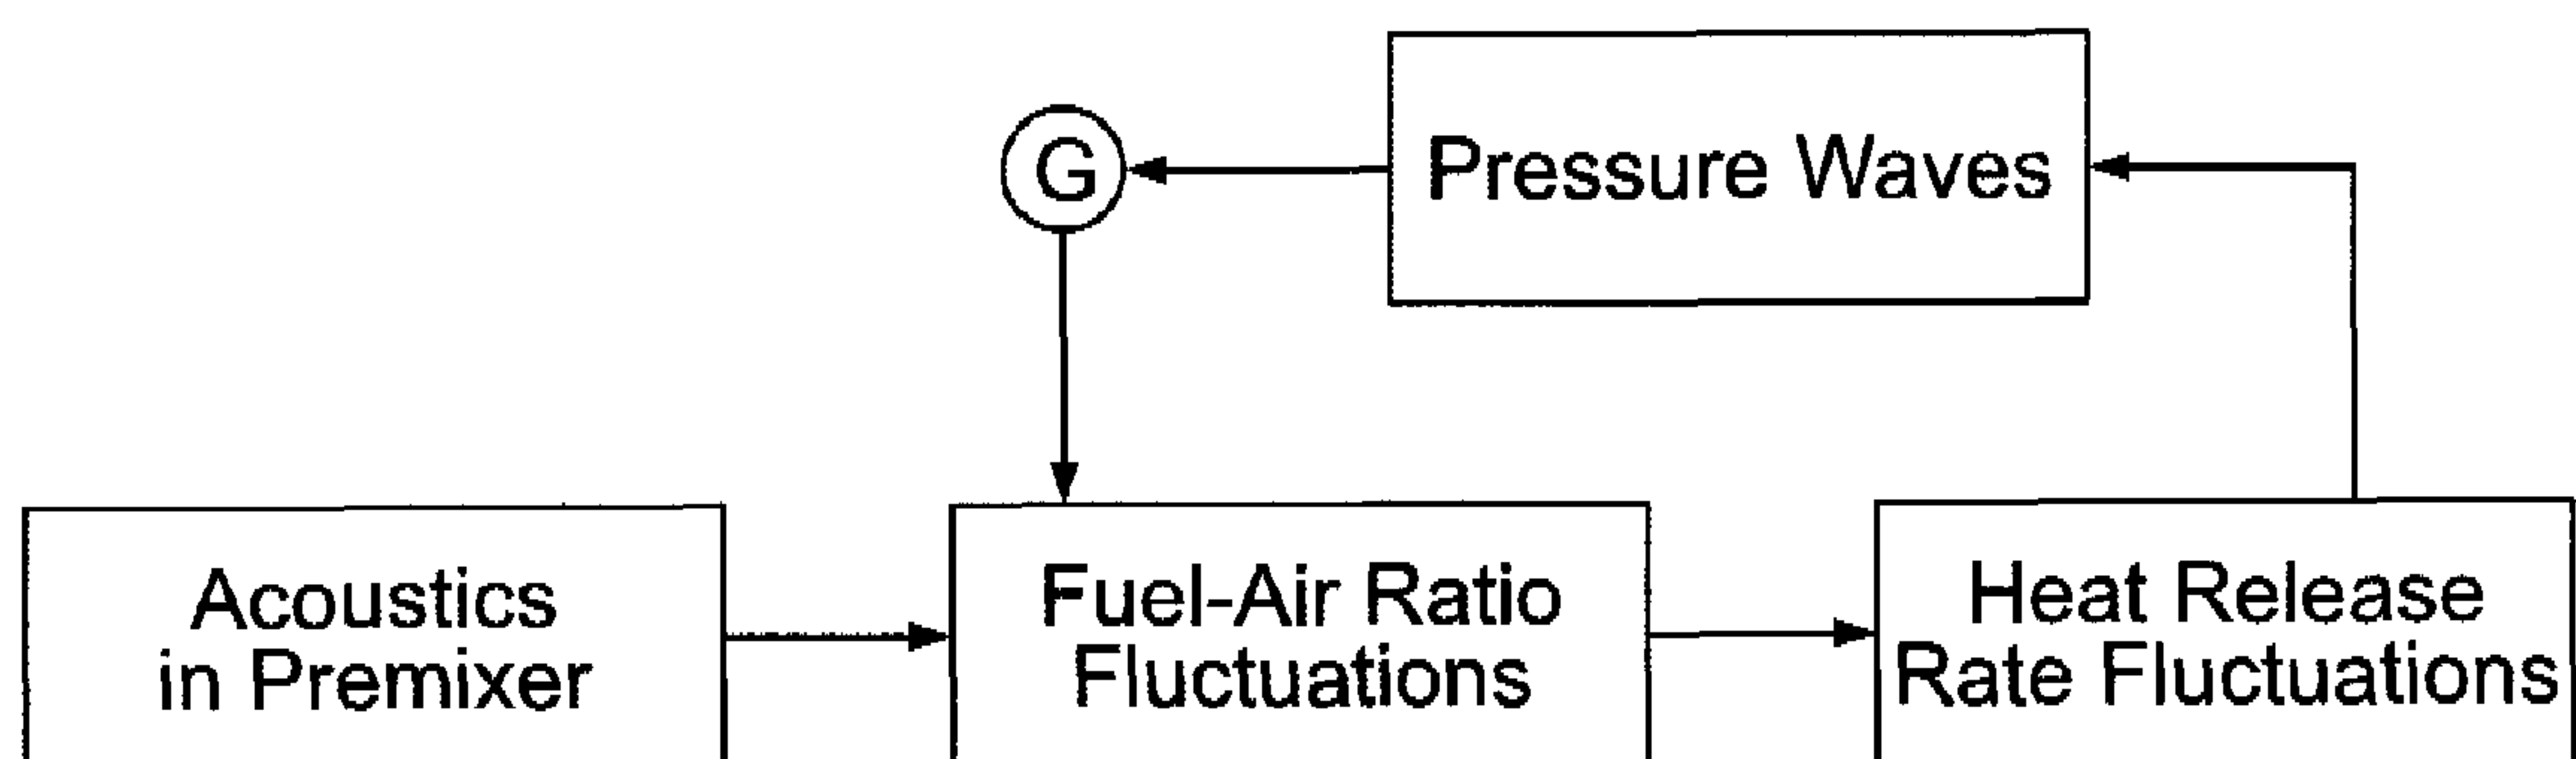 G
Pressure Waves
Acoustics
in Premixer
Fuel-Air Ratio
Fluctuations
Heat Release
Rate Fluctuations